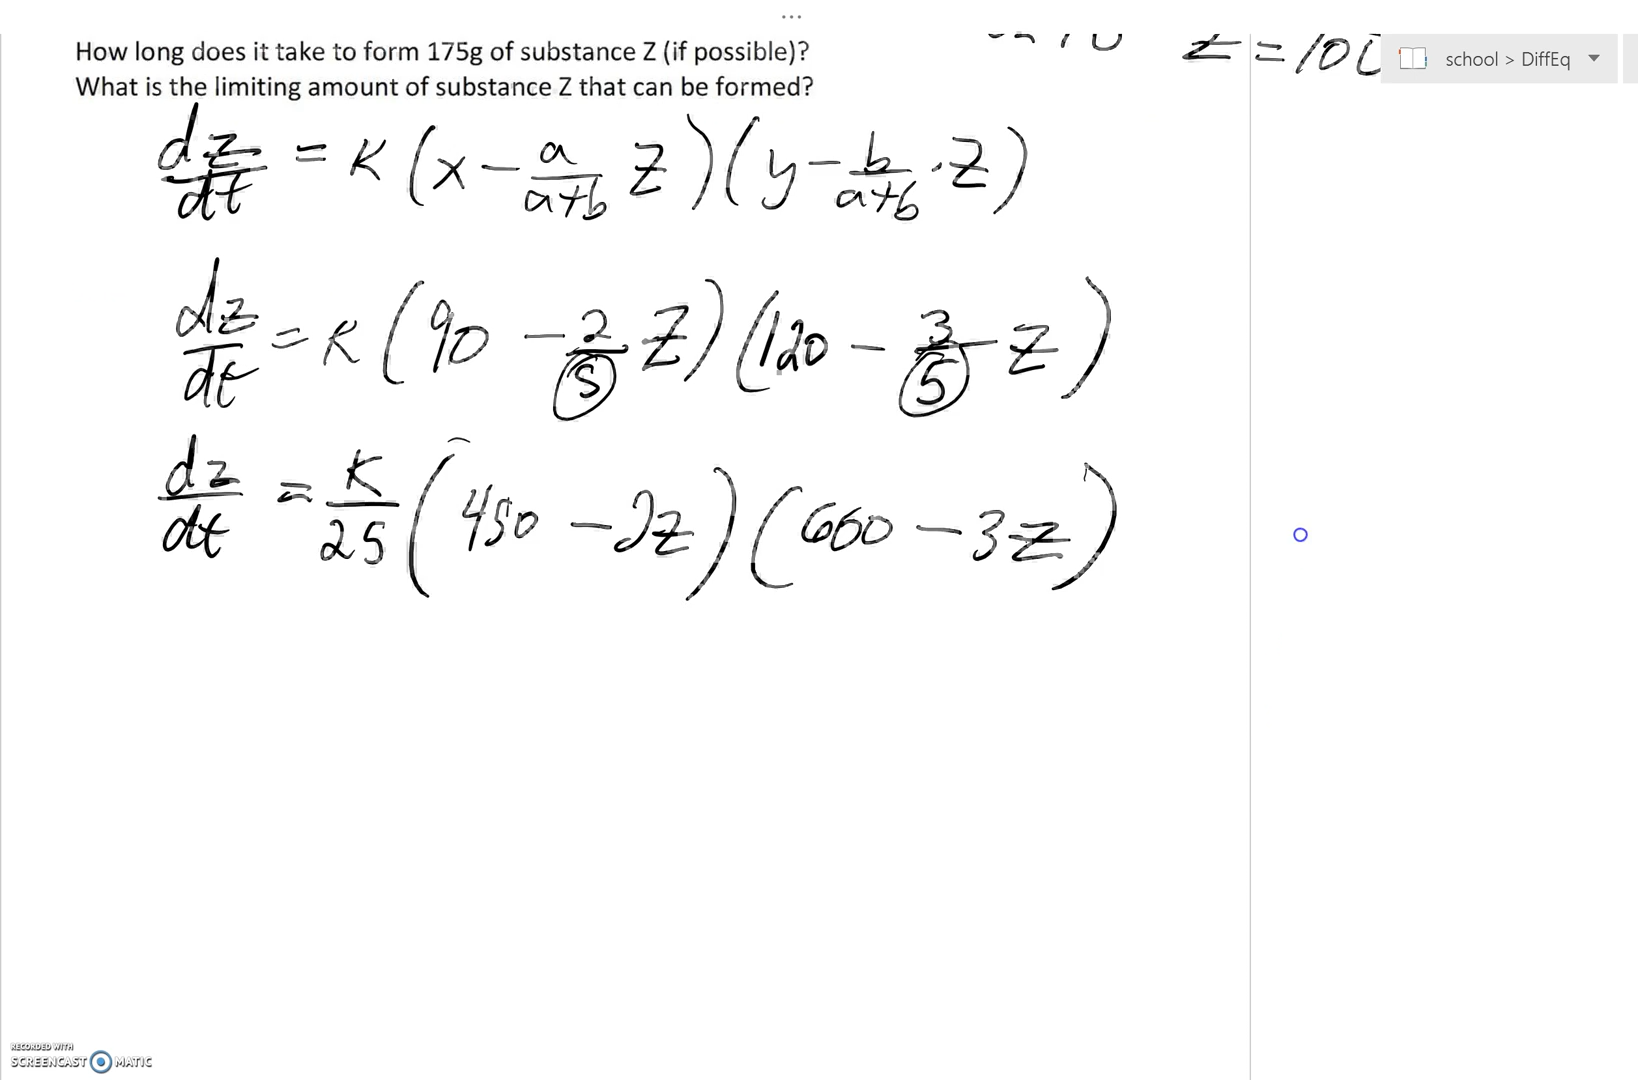 ...
How long does it take to form 175g of substance Z (if possible)?
z = 10
school > DiffEq
What is the limiting amount of substance Z that can be formed?
dz/dt = K (x - a/a+b z)(y - b/a+b · z)
dz/dt = K (90 - 2/5 z)(120 - 3/5 z)
dz/dt = K/25 (450 - 2z)(600 - 3z)
RECORDED WITH
SCREENCAST MATIC